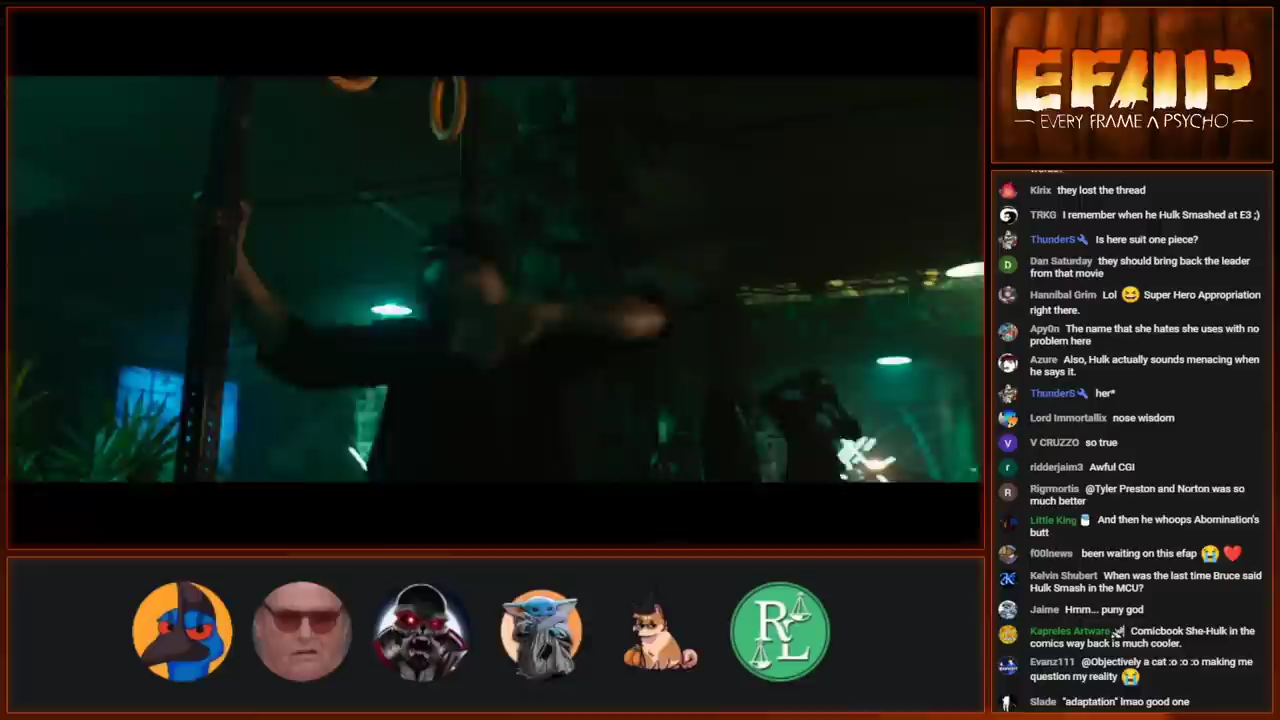 EFAP
EVERY FRAME A PSYCHO
Kirix they lost the thread
TRKG I remember when he Hulk Smashed at E3 ;)
ThunderS Is here suit one piece?
Dan Saturday they should bring back the leader
from that movie
Hannibal Grim Lol 😆 Super Hero Appropriation
right there.
Apy0n The name that she hates she uses with no
problem here
Azure Also, Hulk actually sounds menacing when
he says it.
ThunderS her*
Lord Immortallix nose wisdom
V CRUZZO so true
ridderjaim3 Awful CGI
Rigrmortis @Tyler Preston and Norton was so
much better
Little King And then he whoops Abomination's
butt
f00lnews been waiting on this efap 😭 ❤️
Kelvin Shubert When was the last time Bruce said
Hulk Smash in the MCU?
Jaime Hmm... puny god
Kapreles Artware Comicbook She-Hulk in the
comics way back is much cooler.
Evanz111 @Objectively a cat :o :o :o making me
question my reality 😭
Slade "adaptation" lmao good one
D
V
r
R
R L